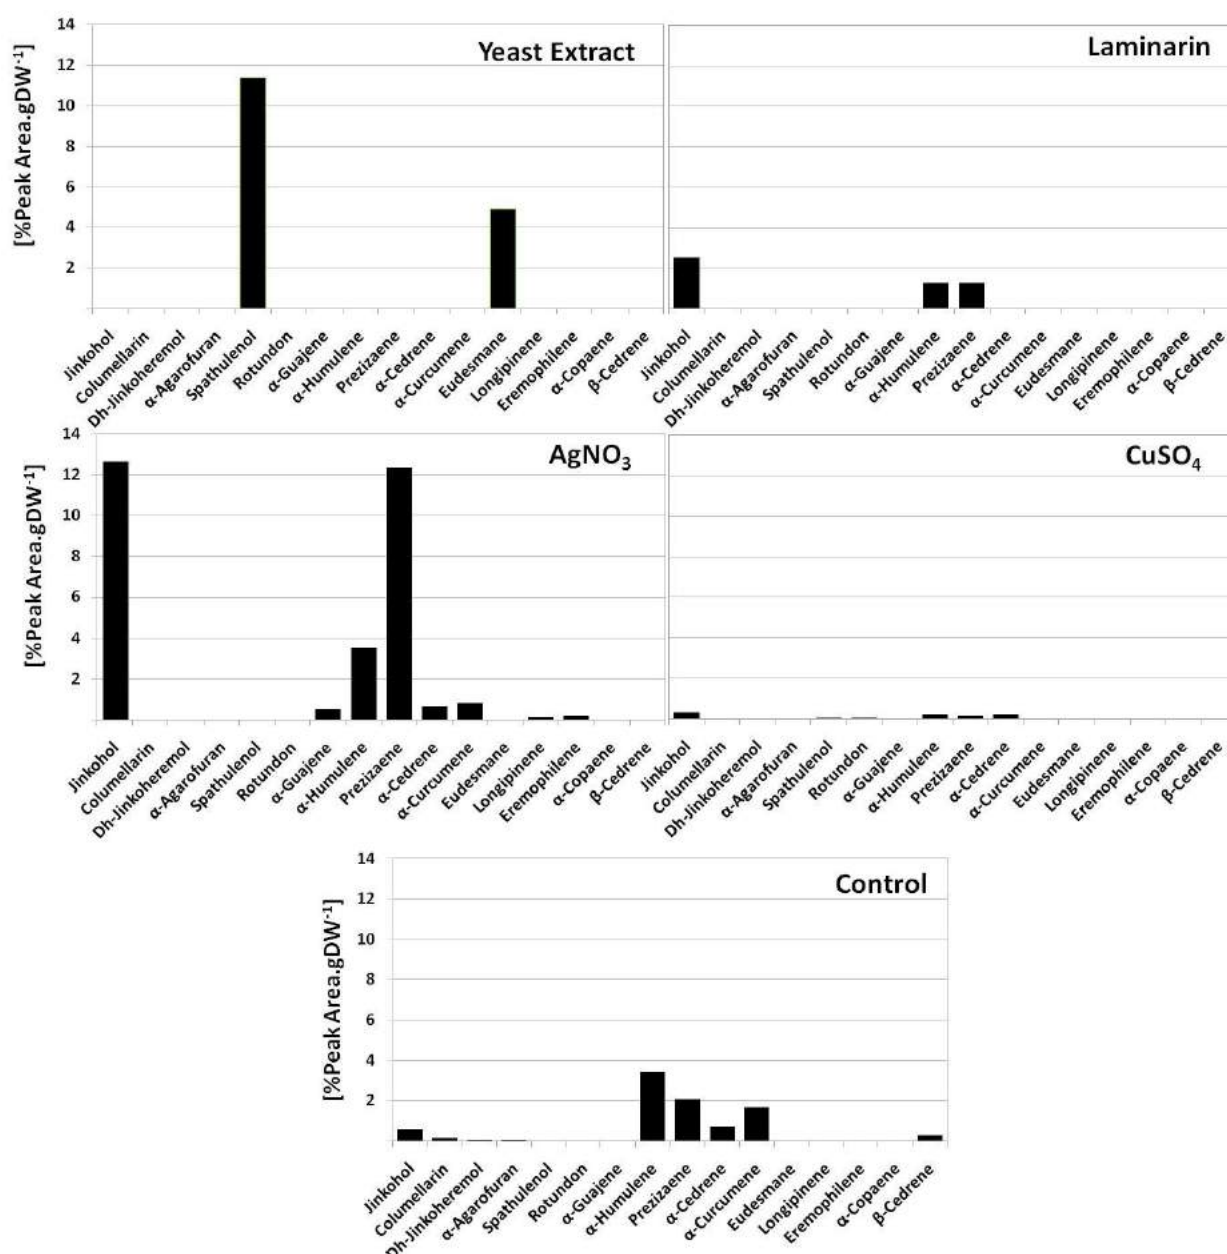 Yeast Extract
[%Peak Area.gDW⁻¹]
14
12
10
8
6
4
2
Jinkohol
Columellarin
Dh-Jinkoheremol
α-Agarofuran
Spathulenol
Rotundon
α-Guajene
α-Humulene
Prezizaene
α-Cedrene
α-Curcumene
Eudesmane
Longipinene
Eremophilene
α-Copaene
β-Cedrene
Laminarin
Jinkohol
Columellarin
Dh-Jinkoheremol
α-Agarofuran
Spathulenol
Rotundon
α-Guajene
α-Humulene
Prezizaene
α-Cedrene
α-Curcumene
Eudesmane
Longipinene
Eremophilene
α-Copaene
β-Cedrene
AgNO₃
[%Peak Area.gDW⁻¹]
14
12
10
8
6
4
2
Jinkohol
Columellarin
Dh-Jinkoheremol
α-Agarofuran
Spathulenol
Rotundon
α-Guajene
α-Humulene
Prezizaene
α-Cedrene
α-Curcumene
Eudesmane
Longipinene
Eremophilene
α-Copaene
β-Cedrene
CuSO₄
Jinkohol
Columellarin
Dh-Jinkoheremol
α-Agarofuran
Spathulenol
Rotundon
α-Guajene
α-Humulene
Prezizaene
α-Cedrene
α-Curcumene
Eudesmane
Longipinene
Eremophilene
α-Copaene
β-Cedrene
Control
[%Peak Area.gDW⁻¹]
14
12
10
8
6
4
2
Jinkohol
Columellarin
Dh-Jinkoheremol
α-Agarofuran
Spathulenol
Rotundon
α-Guajene
α-Humulene
Prezizaene
α-Cedrene
α-Curcumene
Eudesmane
Longipinene
Eremophilene
α-Copaene
β-Cedrene